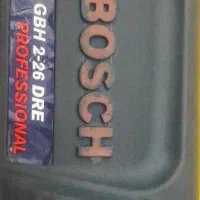 BOSCH
GBH 2-26 DRE
PROFESSIONAL